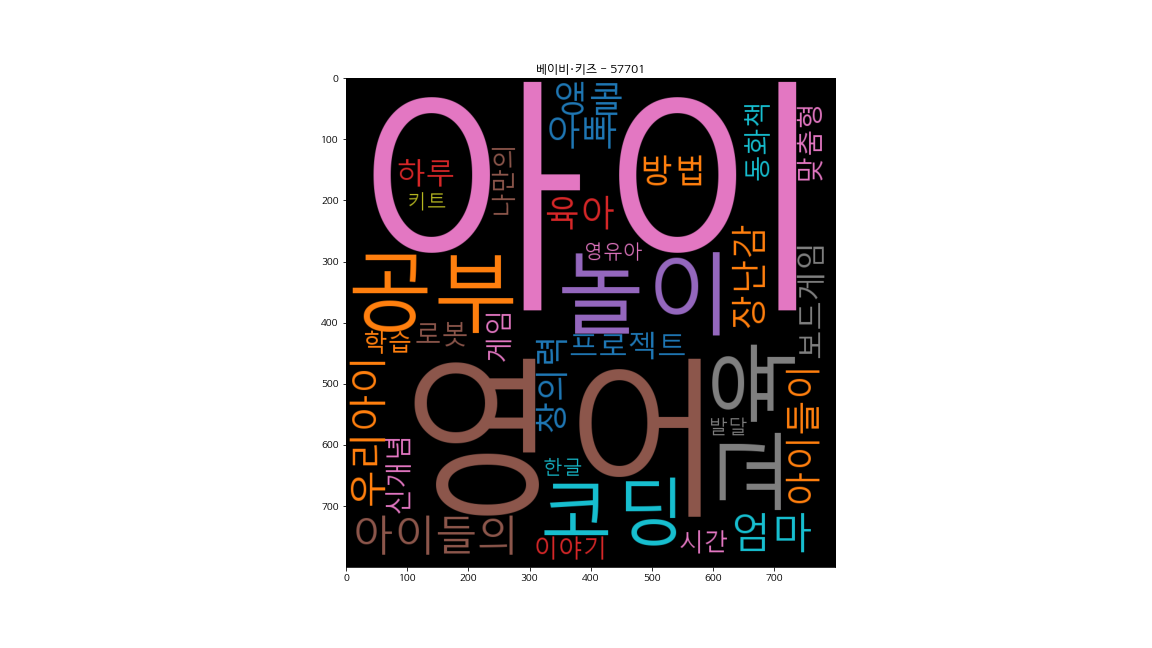 베이비·키즈 - 57701
0
100
200
300
400
500
600
700
아이
앵콜
아빠
동화책
맞춤형
하루
키트
나만의
방법
육아
영유아
공부
놀이
장난감
보드게임
학습
로봇
게임
창의력
프로젝트
교육
우리아이
영어
발달
아이들이
신개념
한글
코딩
아이들의
이야기
시간
엄마
0 100 200 300 400 500 600 700